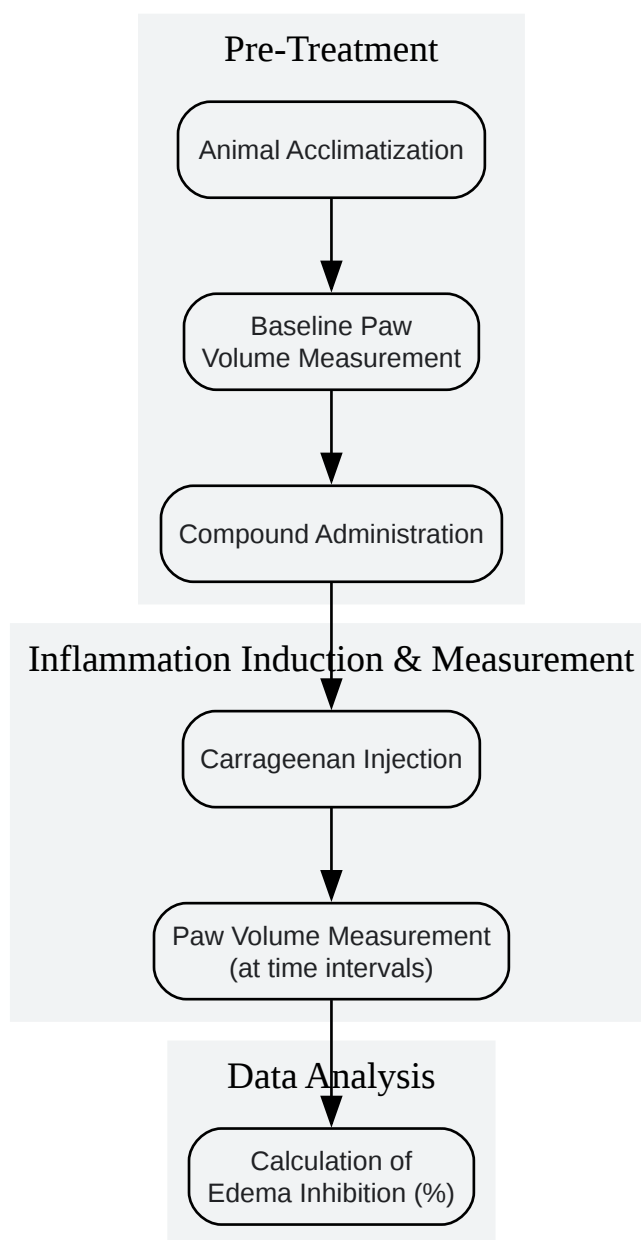 Pre-Treatment
Animal Acclimatization
Baseline Paw
Volume Measurement
Compound Administration
Inflammation Induction & Measurement
Carrageenan Injection
Paw Volume Measurement
(at time intervals)
Data Analysis
Calculation of
Edema Inhibition (%)